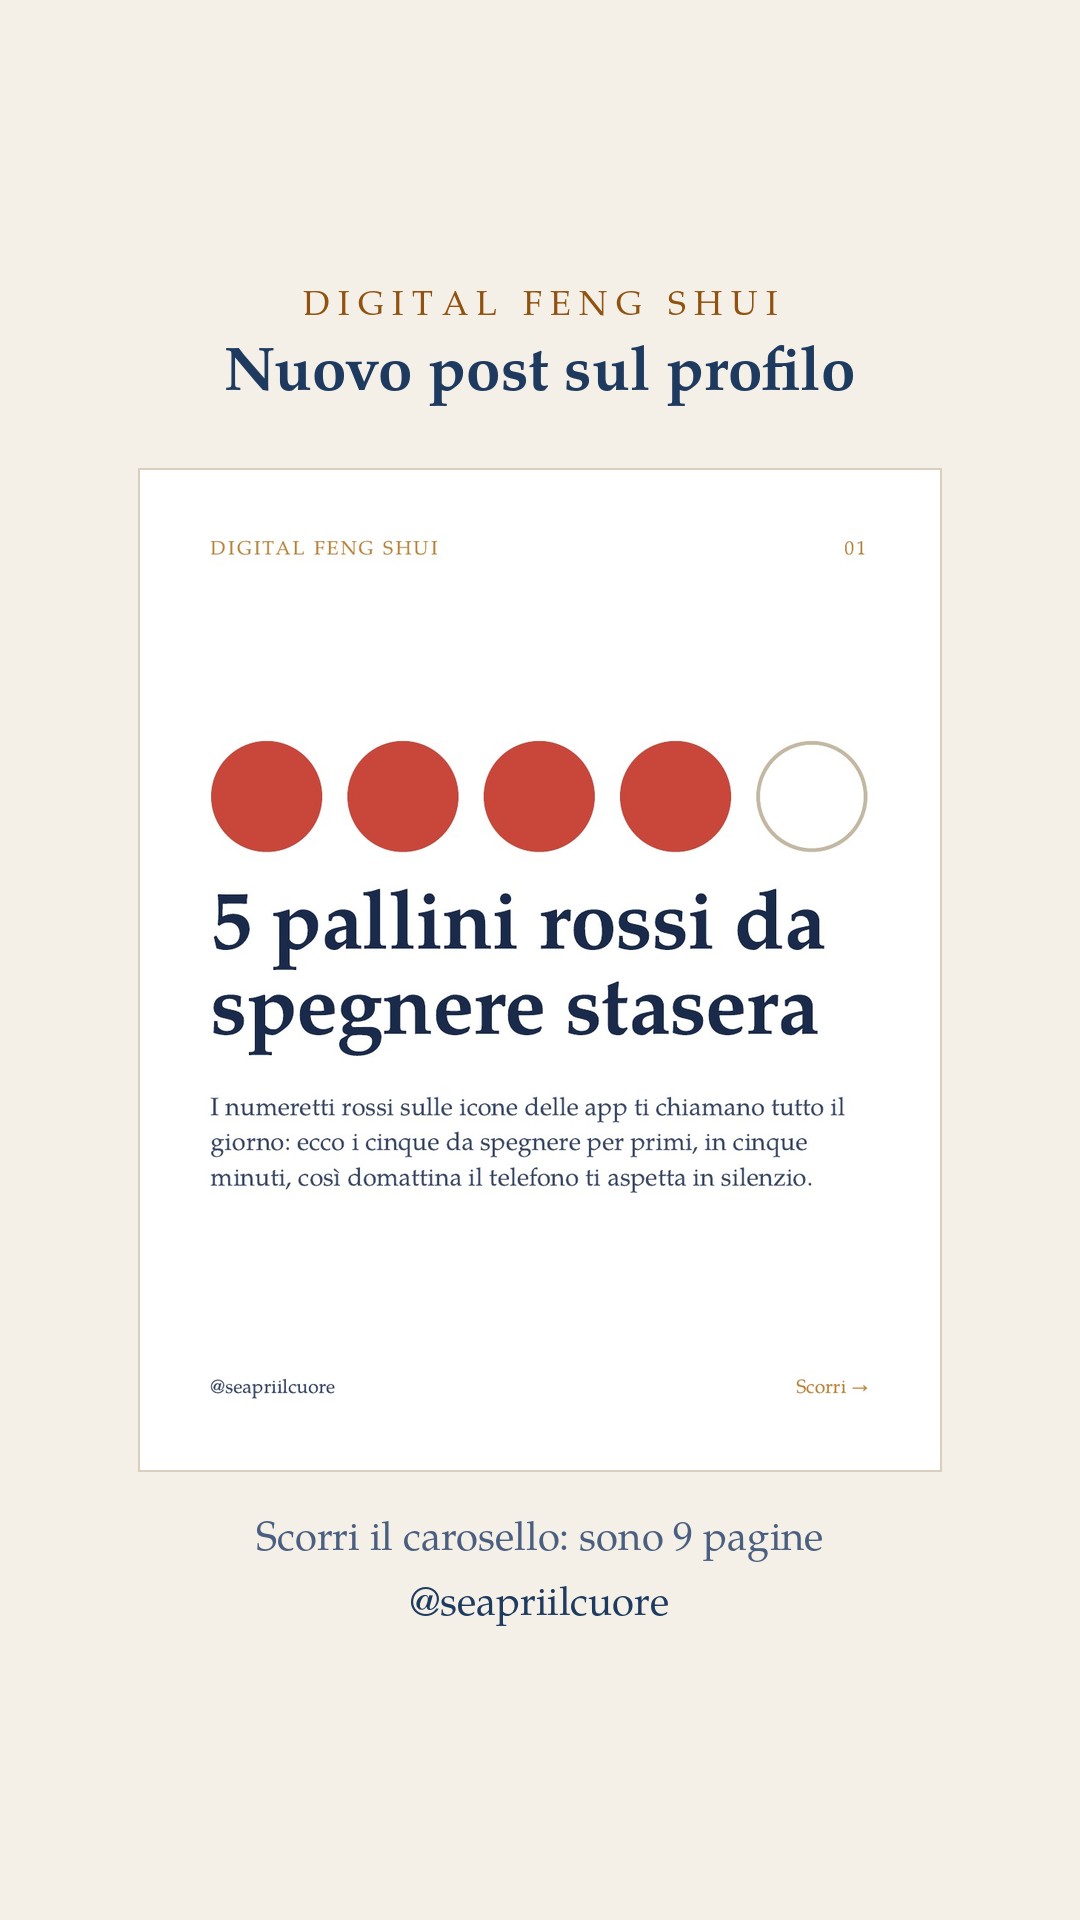 DIGITAL FENG SHUI
Nuovo post sul profilo
DIGITAL FENG SHUI
01
5 pallini rossi da
spegnere stasera
I numeretti rossi sulle icone delle app ti chiamano tutto il
giorno: ecco i cinque da spegnere per primi, in cinque
minuti, così domattina il telefono ti aspetta in silenzio.
@seapriilcuore
Scorri →
Scorri il carosello: sono 9 pagine
@seapriilcuore